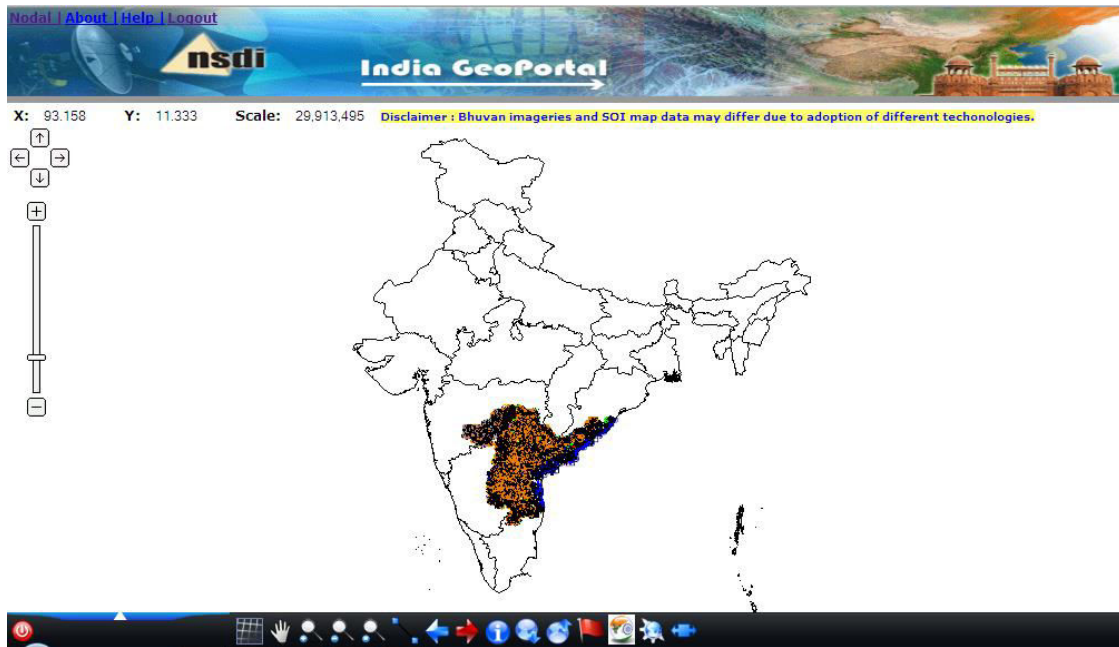 Nodal | About | Help | Logout
nsdi
India GeoPortal
X: 93.158 Y: 11.333 Scale: 29,913,495 Disclaimer : Bhuvan imageries and SOI map data may differ due to adoption of different techonologies.